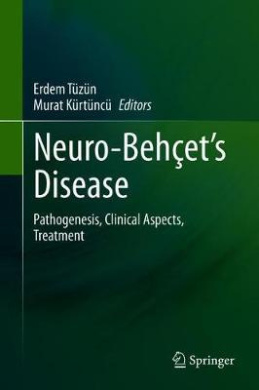 Erdem Tüzün
Murat Kürtüncü Editors
Neuro-Behçet's
Disease
Pathogenesis, Clinical Aspects,
Treatment
Springer